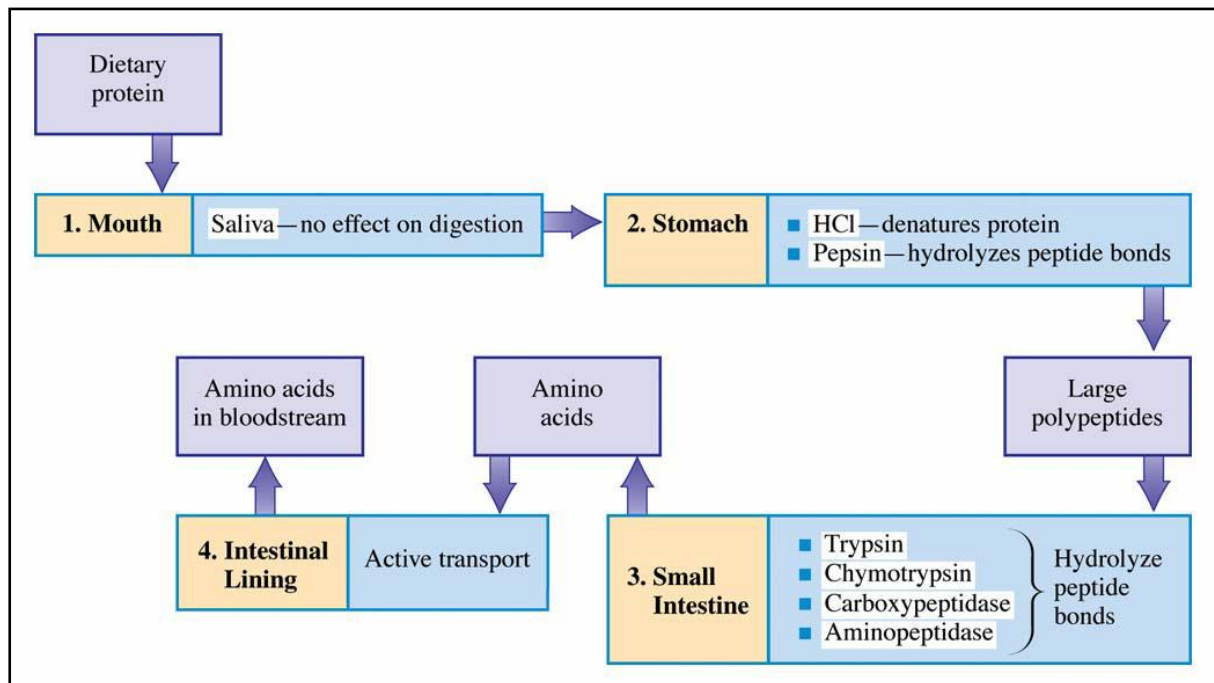 Dietary
protein
1. Mouth
Saliva—no effect on digestion
2. Stomach
■ HCl—denatures protein
■ Pepsin—hydrolyzes peptide bonds
Large
polypeptides
3. Small
Intestine
■ Trypsin
■ Chymotrypsin
■ Carboxypeptidase
■ Aminopeptidase
Hydrolyze
peptide
bonds
Amino
acids
4. Intestinal
Lining
Active transport
Amino acids
in bloodstream